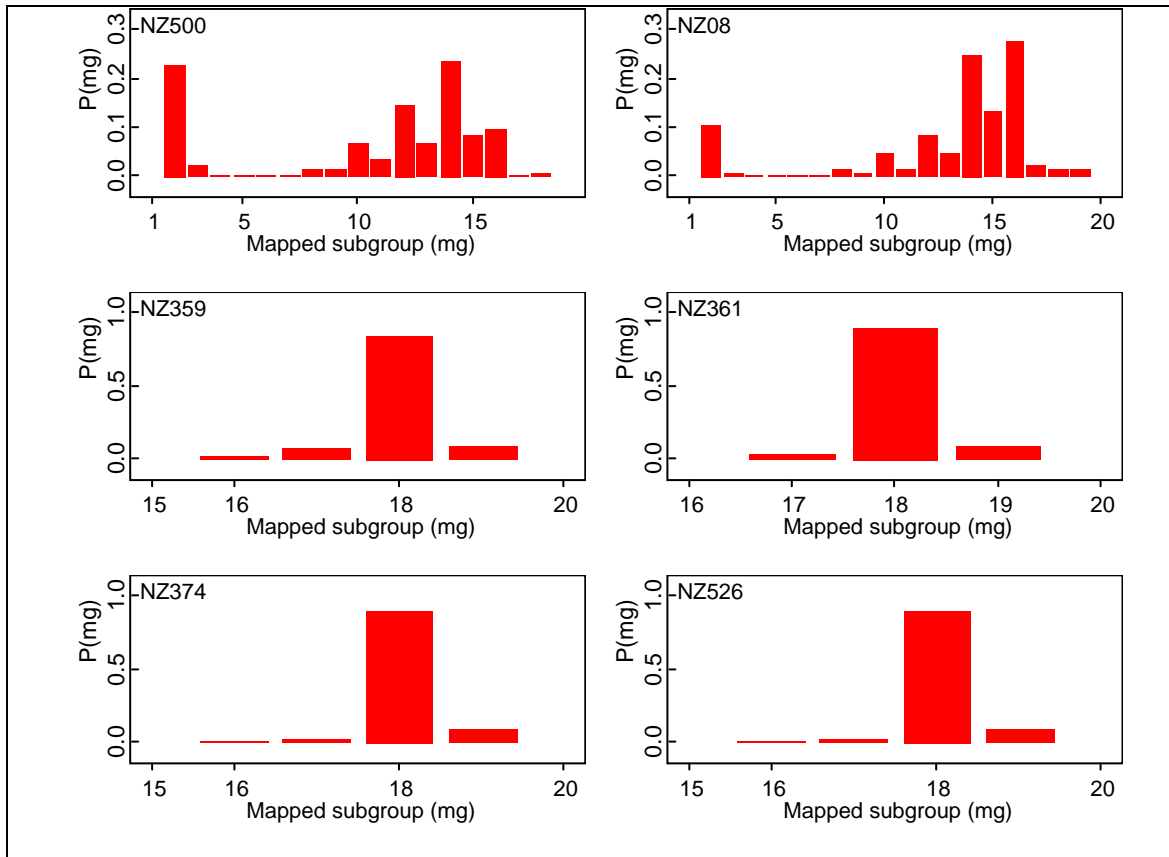 NZ500
P(mg)
0.0 0.1 0.2 0.3
1 5 10 15
Mapped subgroup (mg)
NZ08
P(mg)
0.0 0.1 0.2 0.3
1 5 10 15 20
Mapped subgroup (mg)
NZ359
P(mg)
0.0 0.5 1.0
15 16 18 20
Mapped subgroup (mg)
NZ361
P(mg)
0.0 0.5 1.0
16 17 18 19 20
Mapped subgroup (mg)
NZ374
P(mg)
0.0 0.5 1.0
15 16 18 20
Mapped subgroup (mg)
NZ526
P(mg)
0.0 0.5 1.0
15 16 18 20
Mapped subgroup (mg)